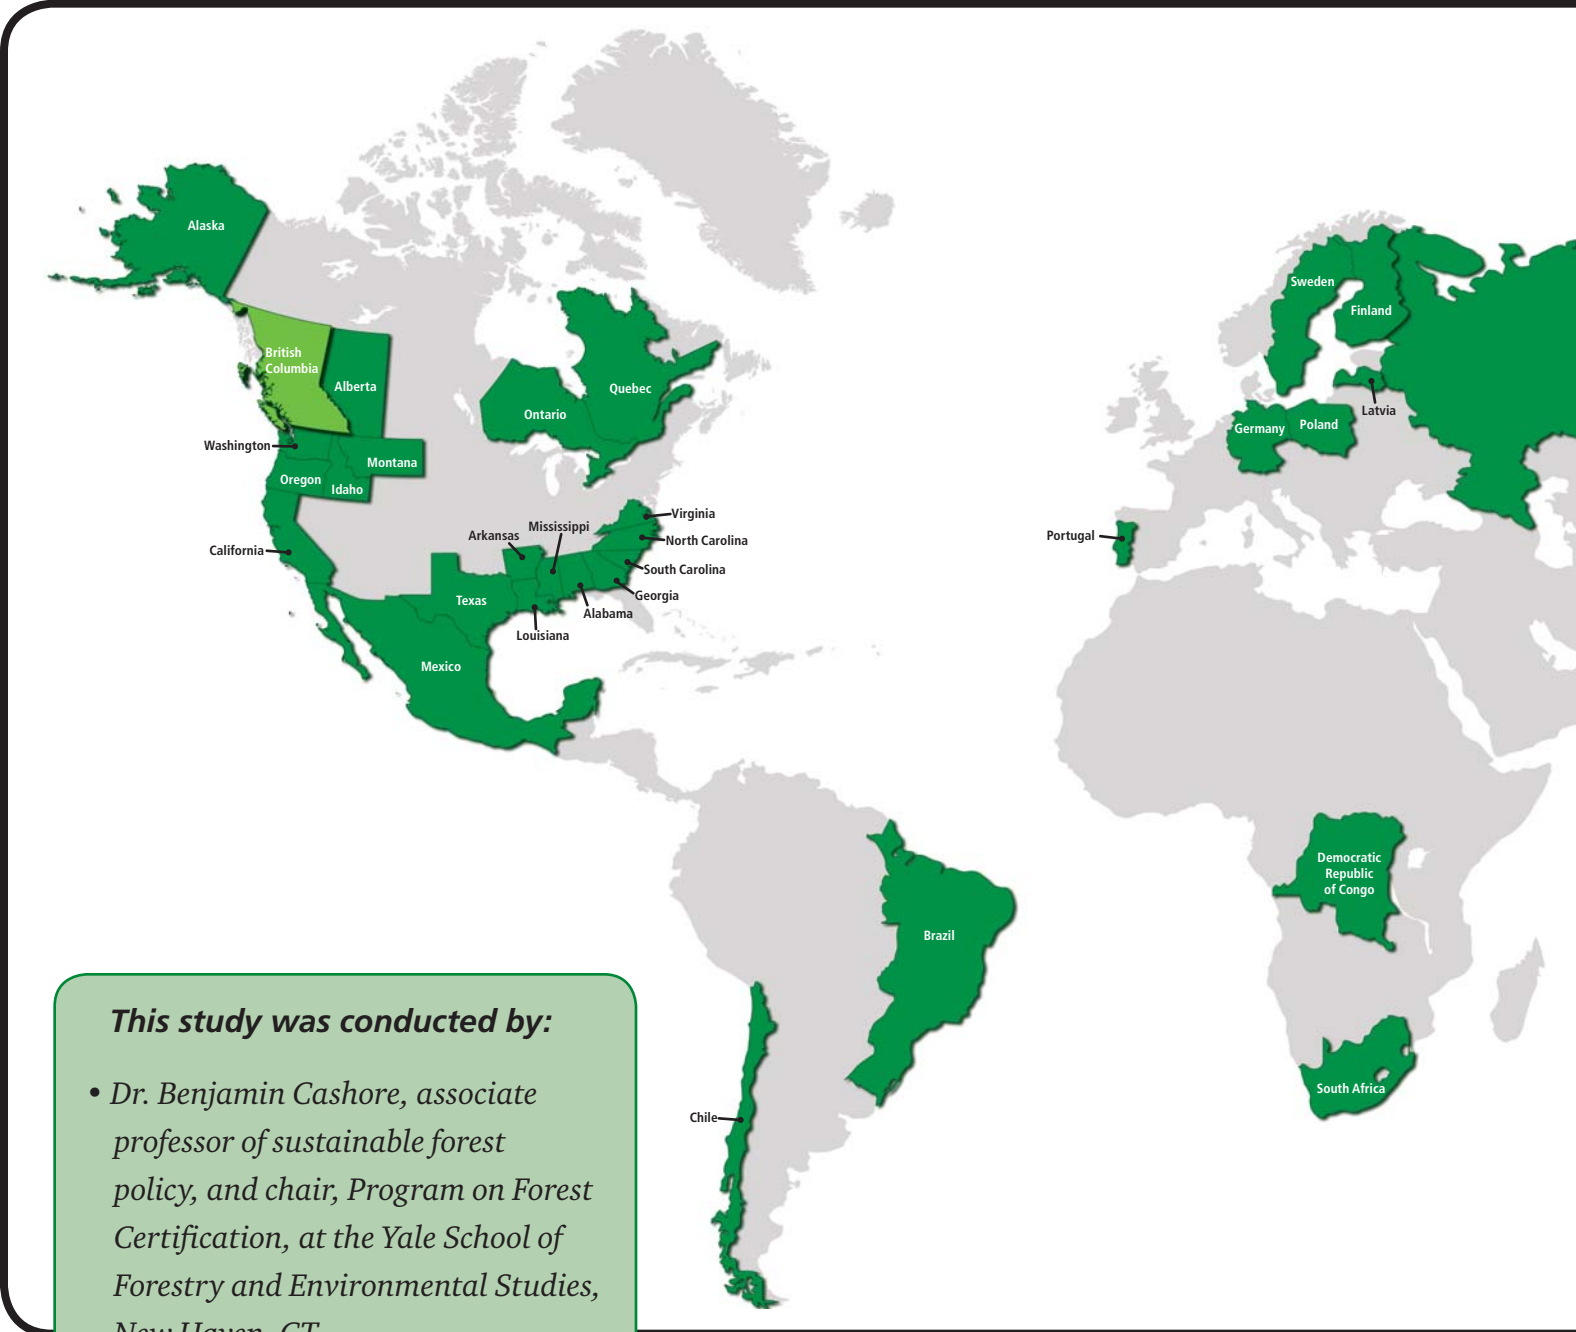 Alaska
British
Columbia
Alberta
Washington
Montana
Oregon
Idaho
California
Ontario
Quebec
Virginia
Mississippi
Arkansas
North Carolina
South Carolina
Georgia
Alabama
Texas
Louisiana
Mexico
Sweden
Finland
Latvia
Germany
Poland
Portugal
Democratic
Republic
of Congo
Brazil
South Africa
Chile
This study was conducted by:
• Dr. Benjamin Cashore, associate
professor of sustainable forest
policy, and chair, Program on Forest
Certification, at the Yale School of
Forestry and Environmental Studies,
New Haven, CT